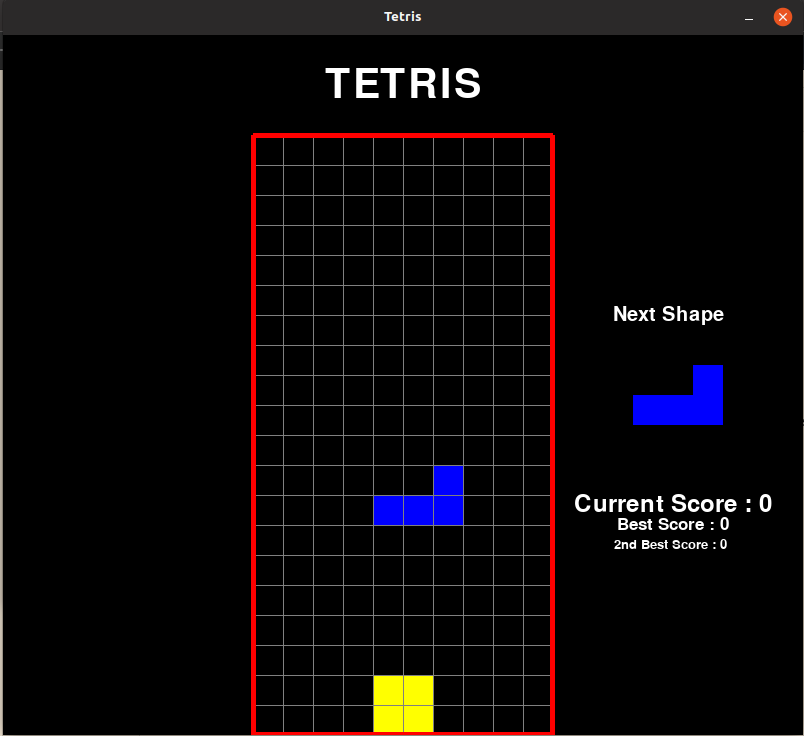 Tetris
TETRIS
Next Shape
Current Score : 0
Best Score : 0
2nd Best Score : 0